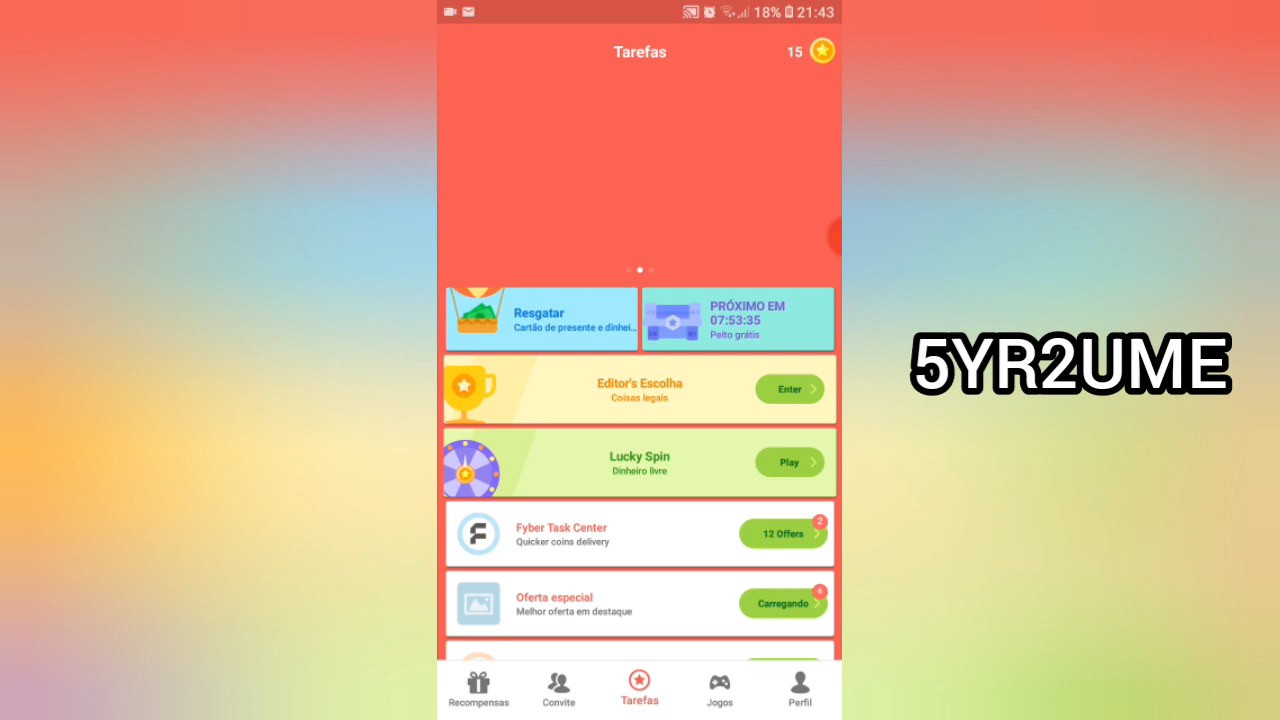 18% 21:43
Tarefas
15
Resgatar
Cartão de presente e dinhei...
PRÓXIMO EM
07:53:35
Peito grátis
Editor's Escolha
Coisas legais
Enter
Lucky Spin
Dinheiro livre
Play
Fyber Task Center
Quicker coins delivery
12 Offers
2
Oferta especial
Melhor oferta em destaque
Carregando
6
Recompensas
Convite
Tarefas
Jogos
Perfil
5YR2UME